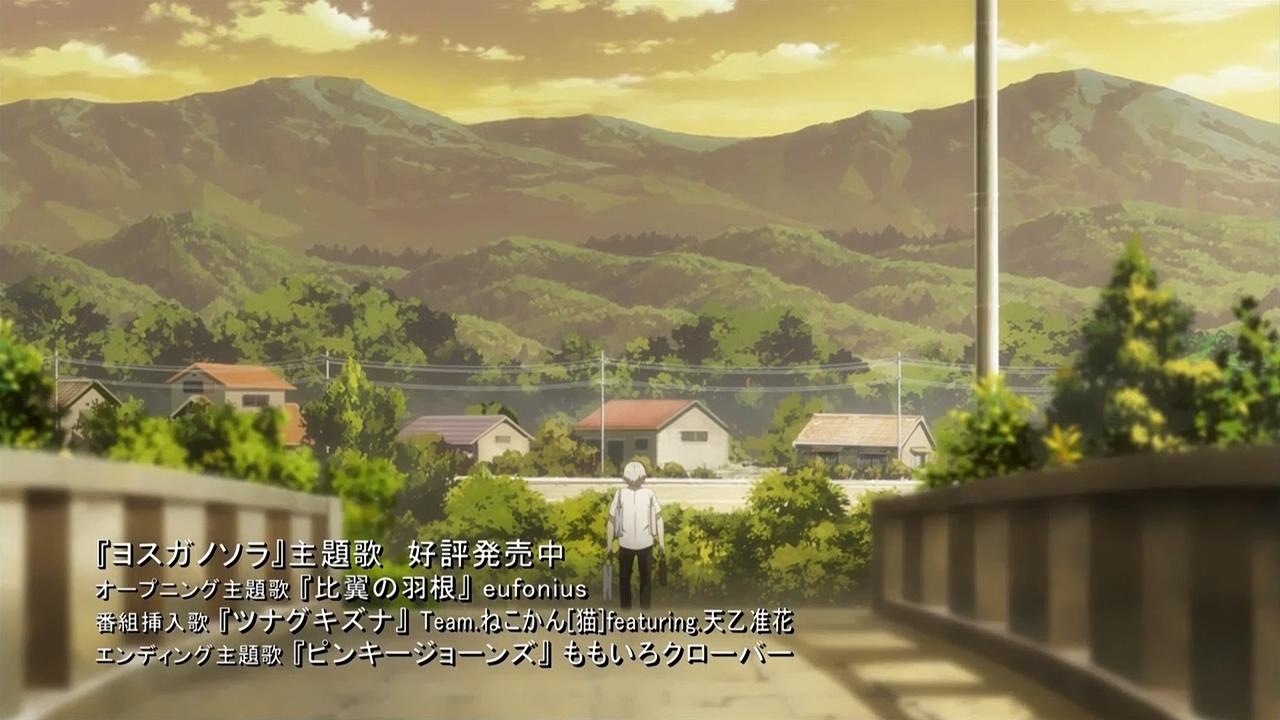 『ヨスガノソラ』主題歌　好評発売中
オープニング主題歌『比翼の羽根』 eufonius
番組挿入歌『ツナグキズナ』 Team.ねこかん[猫]featuring.天乙准花
エンディング主題歌『ピンキージョーンズ』 ももいろクローバー